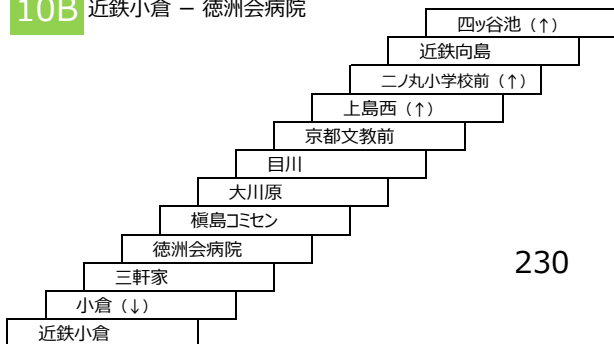 10B 近鉄小倉 － 徳洲会病院
四ッ谷池（↑）
近鉄向島
二ノ丸小学校前（↑）
上島西（↑）
京都文教前
目川
大川原
槇島コミセン
徳洲会病院
三軒家
小倉（↓）
近鉄小倉
230